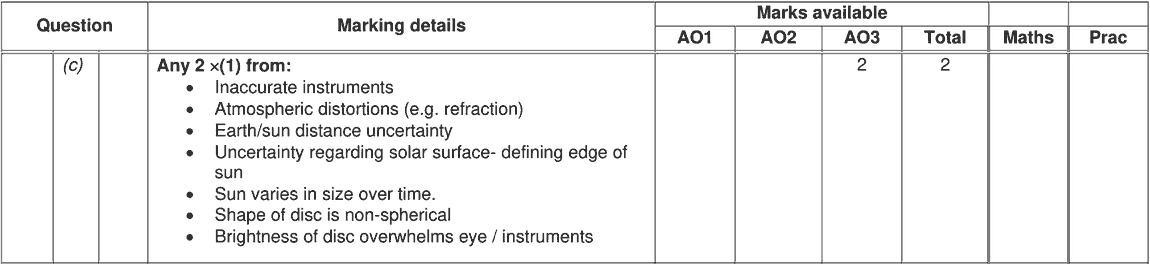 Question Marking details Marks available
AO1 AO2 AO3 Total Maths Prac
(c) Any 2 ×(1) from: 2 2
• Inaccurate instruments
• Atmospheric distortions (e.g. refraction)
• Earth/sun distance uncertainty
• Uncertainty regarding solar surface- defining edge of
sun
• Sun varies in size over time.
• Shape of disc is non-spherical
• Brightness of disc overwhelms eye / instruments